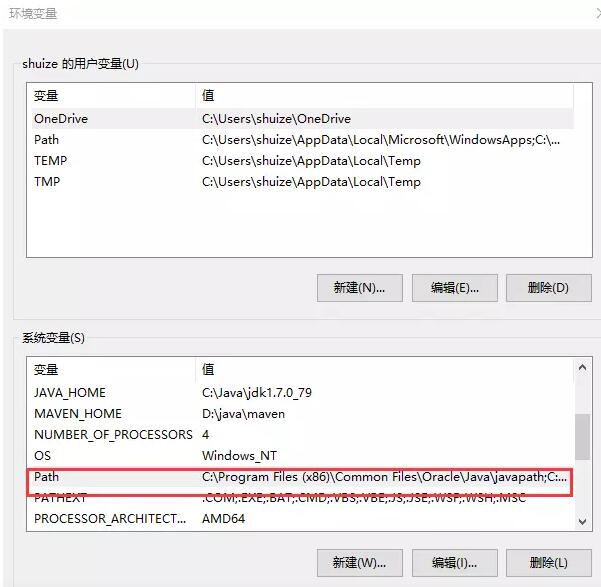 环境变量
shuize 的用户变量(U)
变量 值
OneDrive C:\Users\shuize\OneDrive
Path C:\Users\shuize\AppData\Local\Microsoft\WindowsApps;C:\...
TEMP C:\Users\shuize\AppData\Local\Temp
TMP C:\Users\shuize\AppData\Local\Temp
新建(N)... 编辑(E)... 删除(D)
系统变量(S)
变量 值
JAVA_HOME C:\Java\jdk1.7.0_79
MAVEN_HOME D:\java\maven
NUMBER_OF_PROCESSORS 4
OS Windows_NT
Path C:\Program Files (x86)\Common Files\Oracle\Java\javapath;C:...
PATHEXT .COM;.EXE;.BAT;.CMD;.VBS;.VBE;.JS;.JSE;.WSF;.WSH;.MSC
PROCESSOR_ARCHITECT... AMD64
新建(W)... 编辑(I)... 删除(L)